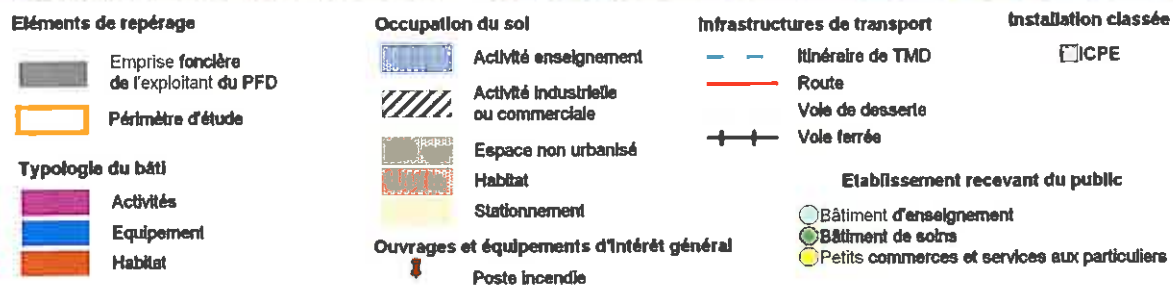 Eléments de repérage
Emprise foncière
de l'exploitant du PFD
Périmètre d'étude
Typologie du bâti
Activités
Equipement
Habitat
Occupation du sol
Activité enseignement
Activité industrielle
ou commerciale
Espace non urbanisé
Habitat
Stationnement
Ouvrages et équipements d'intérêt général
Poste incendie
Infrastructures de transport
Itinéraire de TMD
Route
Voie de desserte
Voie ferrée
Installation classée
ICPE
Etablissement recevant du public
Bâtiment d'enseignement
Bâtiment de soins
Petits commerces et services aux particuliers